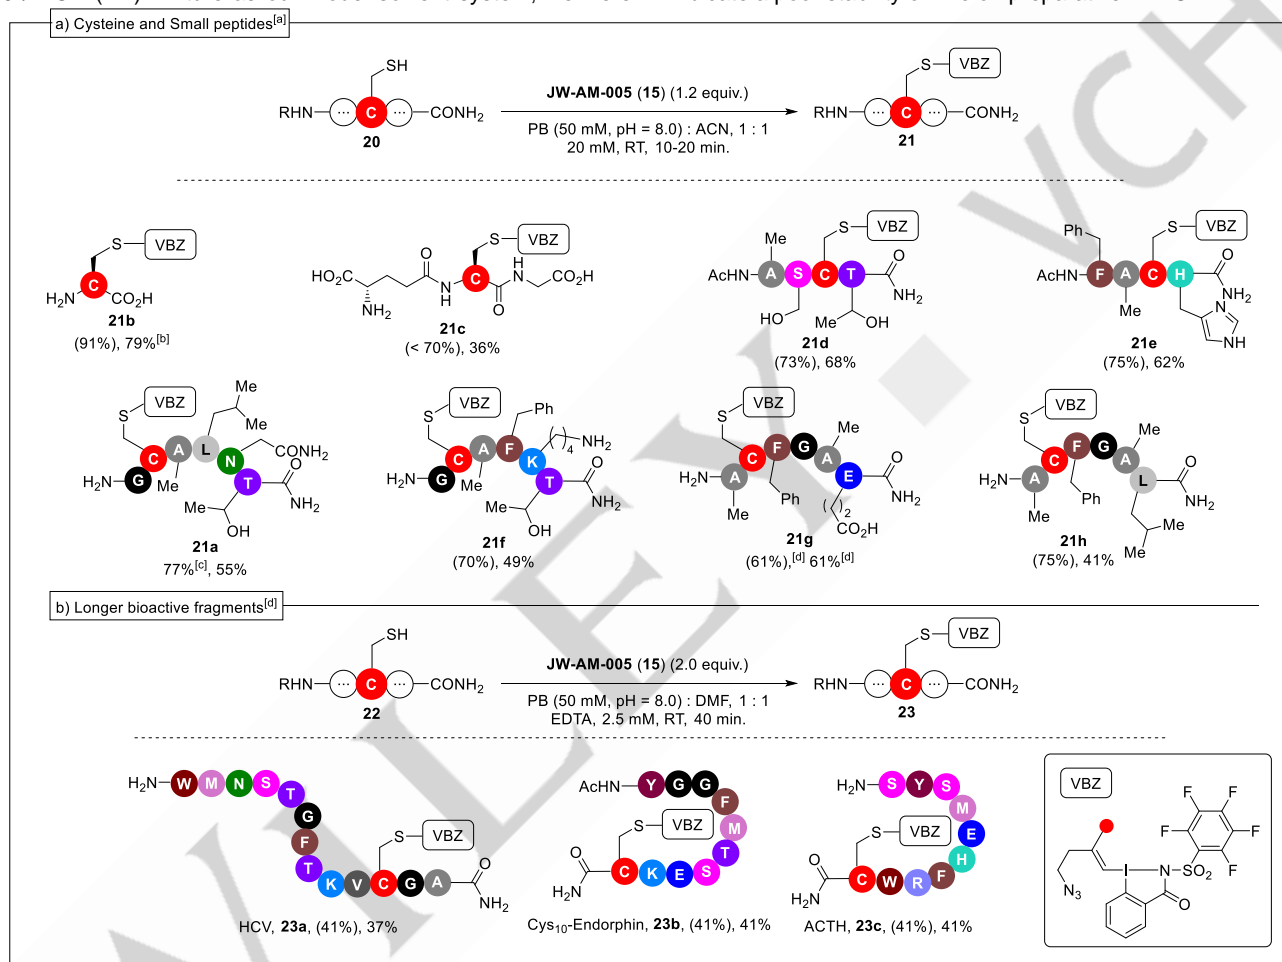 a) Cysteine and Small peptides[a]
SH
S VBZ
JW-AM-005 (15) (1.2 equiv.)
RHN ... C ... CONH2
RHN ... C ... CONH2
PB (50 mM, pH = 8.0) : ACN, 1 : 1
20
21
20 mM, RT, 10-20 min.
S VBZ
C
H2N CO2H
21b
(91%), 79%[b]
S VBZ
HO2C O H
N CO2H
C
N
H O
NH2
21c
(< 70%), 36%
S VBZ
Me
AcHN A S C T O
NH2
HO Me OH
21d
(73%), 68%
S VBZ
Ph
AcHN F A C H O
NH2
Me N
NH
21e
(75%), 62%
S VBZ
Me
Me
H2N G C A L N T
CONH2
Me O
NH2
Me OH
21a
77%[c], 55%
S VBZ
Ph
H2N G C A F K T
( )4 NH2
Me O
NH2
OH
21f
(70%), 49%
S VBZ
Me
H2N A C F G A E O
NH2
Me Ph ( )2
CO2H
21g
(61%),[d] 61%[d]
S VBZ
Me
H2N A C F G A L O
NH2
Me Ph
Me
Me
21h
(75%), 41%
b) Longer bioactive fragments[d]
SH
S VBZ
JW-AM-005 (15) (2.0 equiv.)
RHN ... C ... CONH2
RHN ... C ... CONH2
PB (50 mM, pH = 8.0) : DMF, 1 : 1
22
23
EDTA, 2.5 mM, RT, 40 min.
H2N W M N S T G F T K V C G A O
NH2
S VBZ
HCV, 23a, (41%), 37%
AcHN Y G G F M T S E K C O
H2N
S VBZ
Cys10-Endorphin, 23b, (41%), 41%
H2N S Y S M E H F R W C O
H2N
S VBZ
ACTH, 23c, (41%), 41%
VBZ
F F
F F
F
I N SO2
N3
O
WILEY VCH